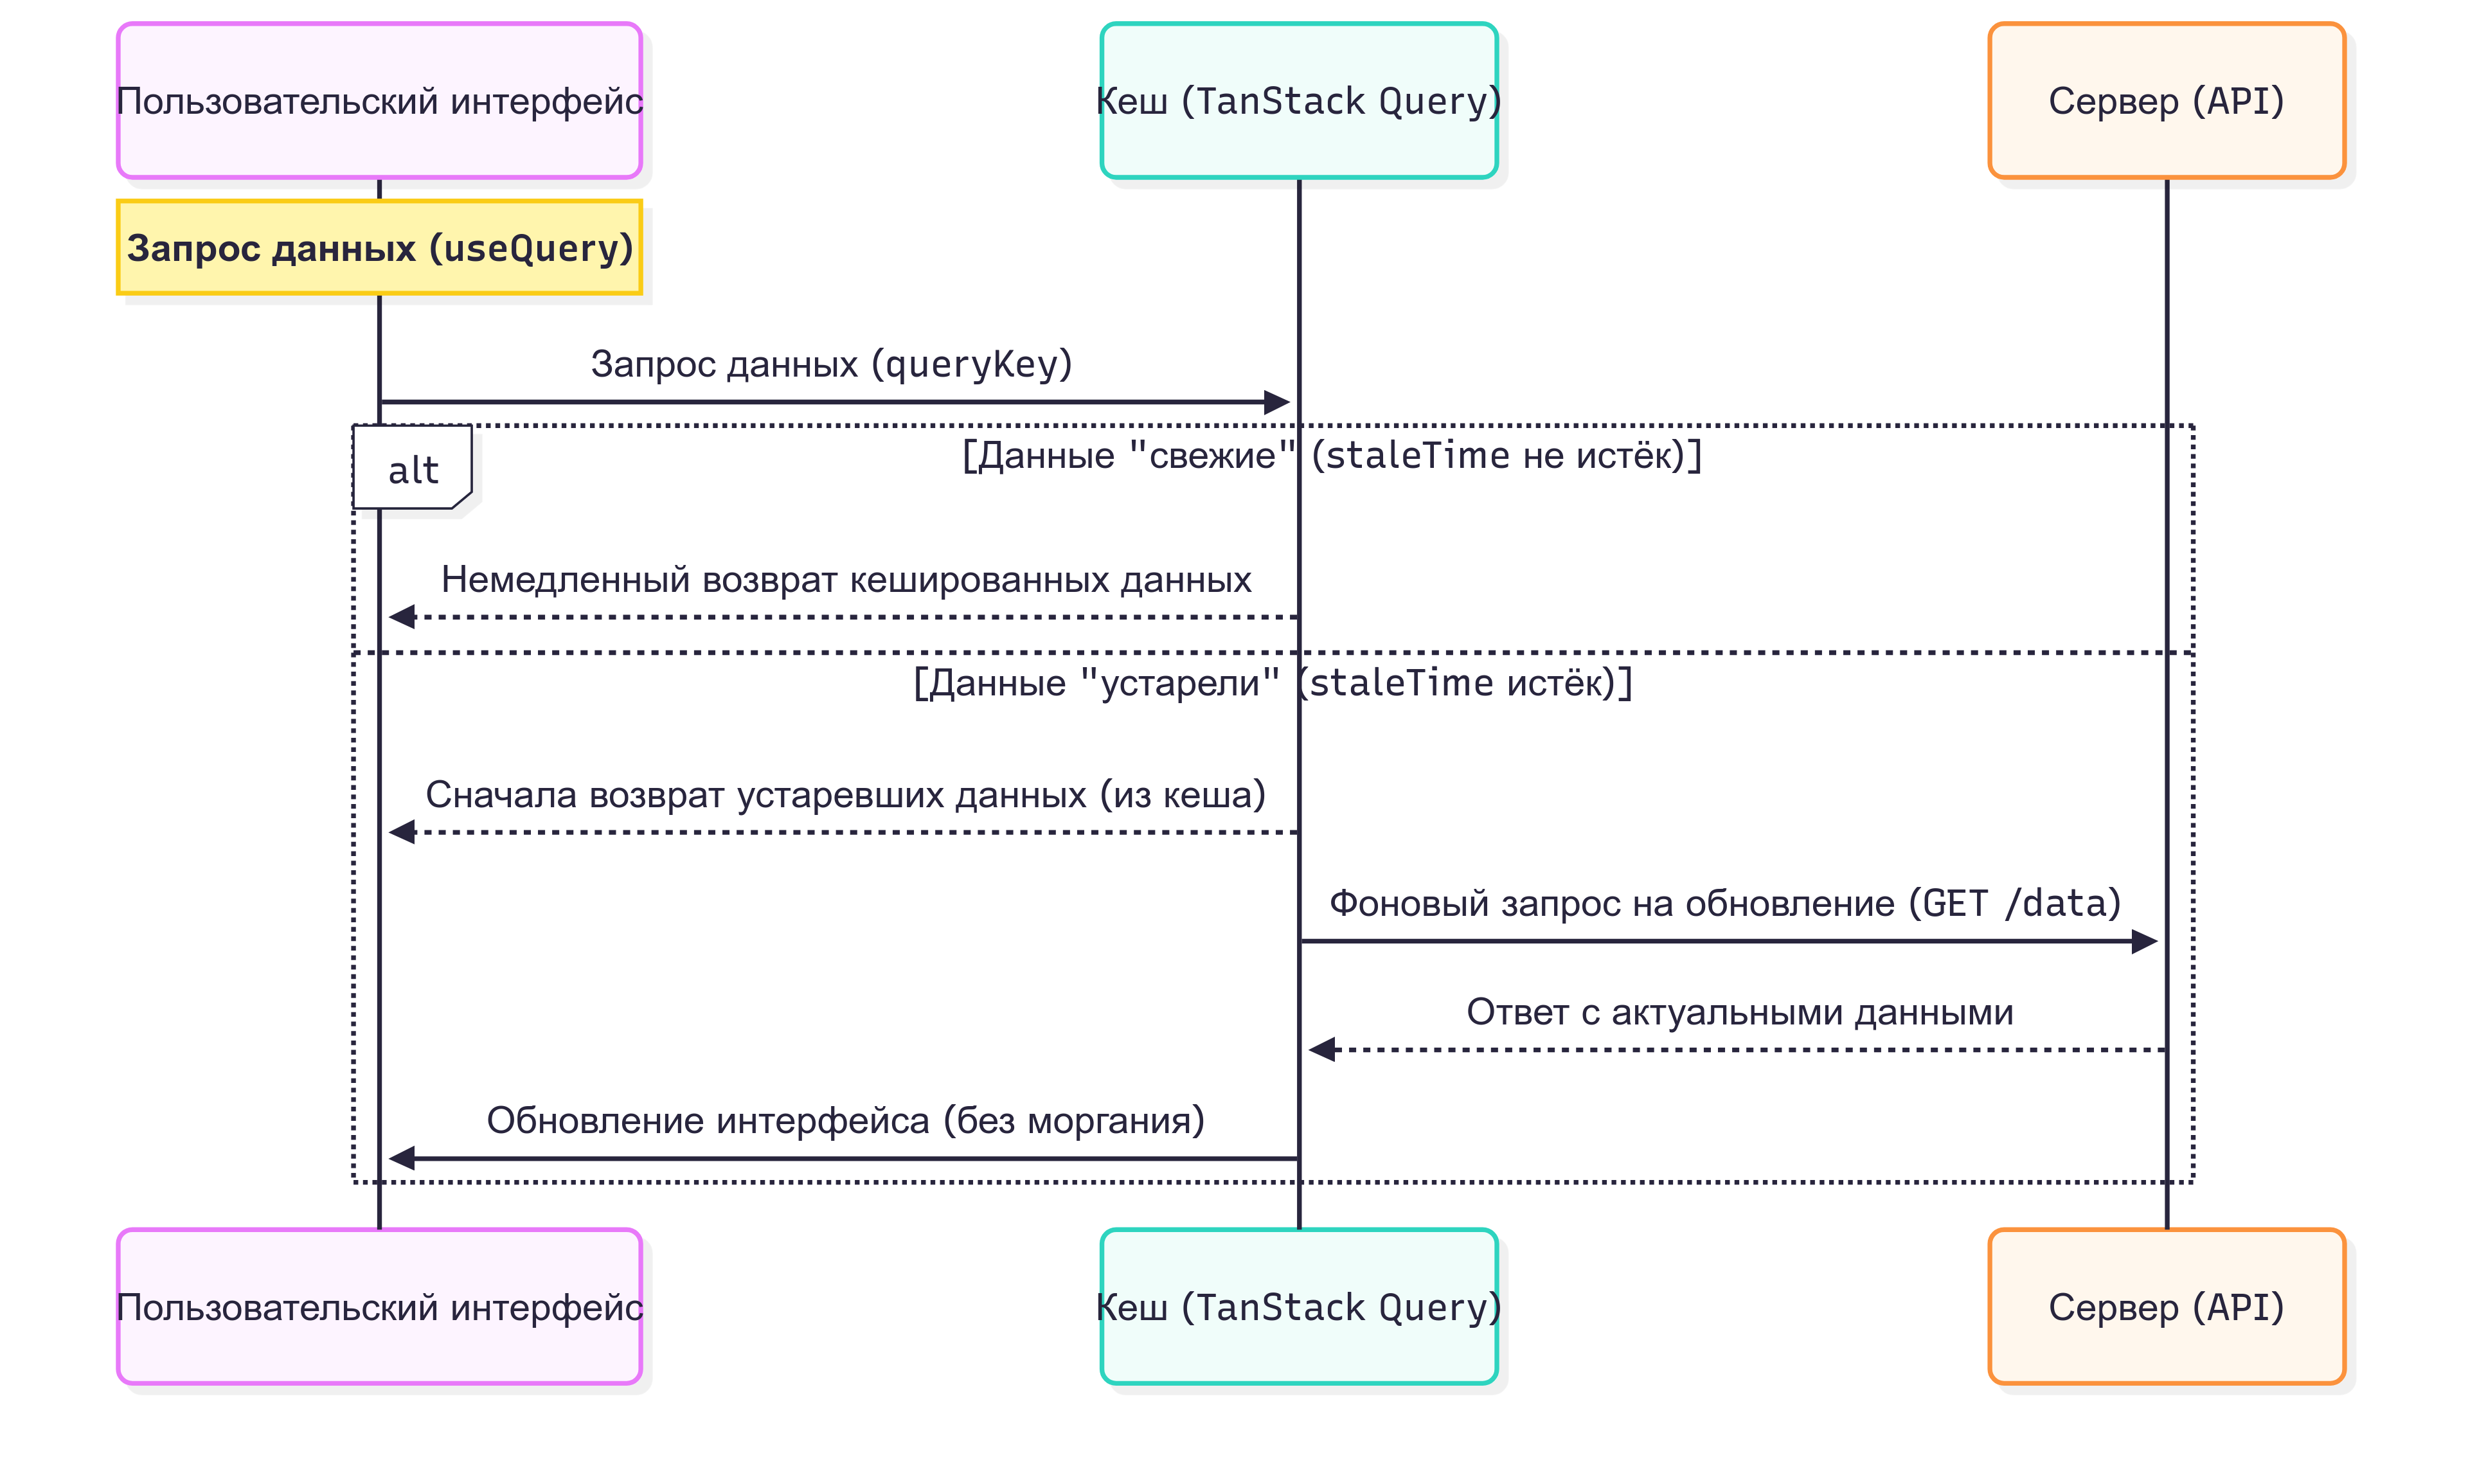 Пользовательский интерфейс
Кеш (TanStack Query)
Сервер (API)
Запрос данных (useQuery)
Запрос данных (queryKey)
alt
[Данные "свежие" (staleTime не истёк)]
Немедленный возврат кешированных данных
[Данные "устарели" (staleTime истёк)]
Сначала возврат устаревших данных (из кеша)
Фоновый запрос на обновление (GET /data)
Ответ с актуальными данными
Обновление интерфейса (без моргания)
Пользовательский интерфейс
Кеш (TanStack Query)
Сервер (API)